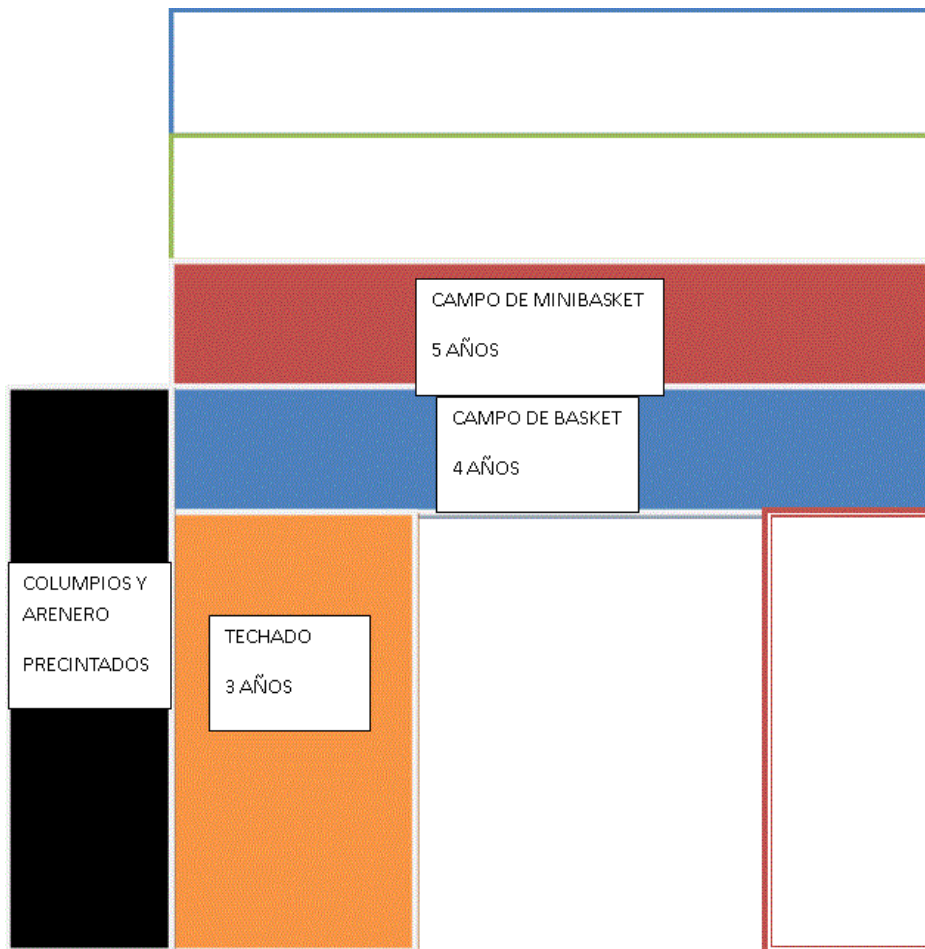 CAMPO DE MINIBASKET
5 AÑOS
CAMPO DE BASKET
4 AÑOS
COLUMPIOS Y
ARENERO
PRECINTADOS
TECHADO
3 AÑOS